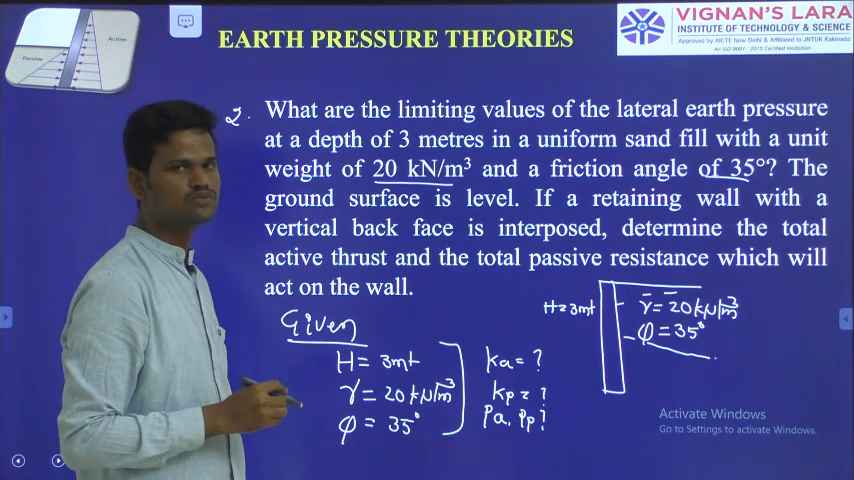 Active
Passive
EARTH PRESSURE THEORIES
VIGNAN'S LARA
INSTITUTE OF TECHNOLOGY & SCIENCE
Approved by AICTE New Delhi & Affiliated to JNTUK Kakinada
An ISO 9001 : 2015 Certified Institution
2. What are the limiting values of the lateral earth pressure
at a depth of 3 metres in a uniform sand fill with a unit
weight of 20 kN/m³ and a friction angle of 35°? The
ground surface is level. If a retaining wall with a
vertical back face is interposed, determine the total
active thrust and the total passive resistance which will
act on the wall.
Given
H = 3mt
γ = 20 kN/m³
φ = 35°
ka = ?
kp = ?
Pa, Pp?
H = 3mt
γ = 20 kN/m³
φ = 35°
Activate Windows
Go to Settings to activate Windows.